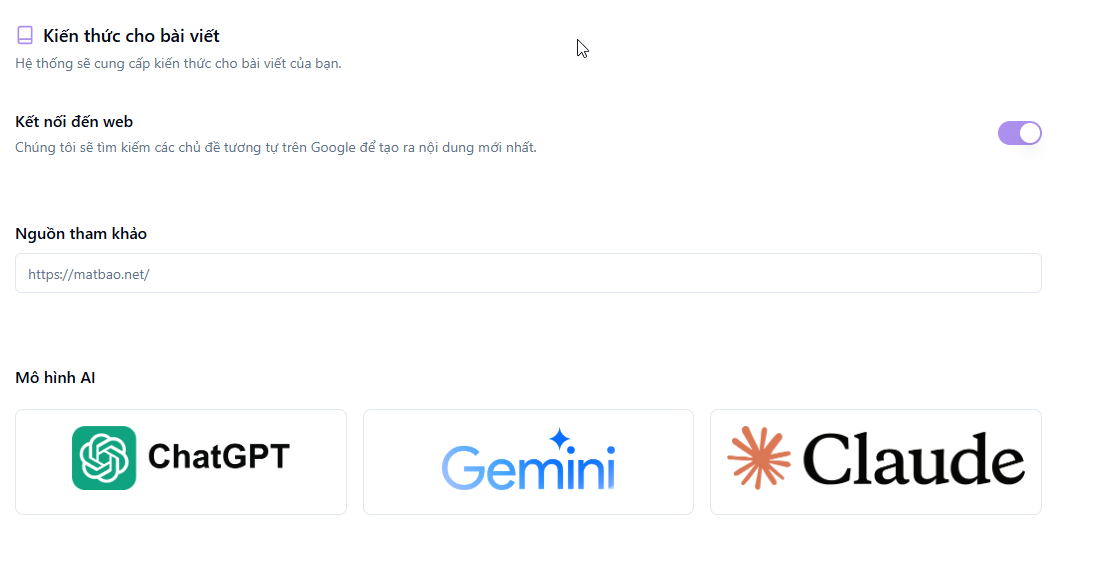 Kiến thức cho bài viết
Hệ thống sẽ cung cấp kiến thức cho bài viết của bạn.
Kết nối đến web
Chúng tôi sẽ tìm kiếm các chủ đề tương tự trên Google để tạo ra nội dung mới nhất.
Nguồn tham khảo
https://matbao.net/
Mô hình AI
ChatGPT
Gemini
Claude